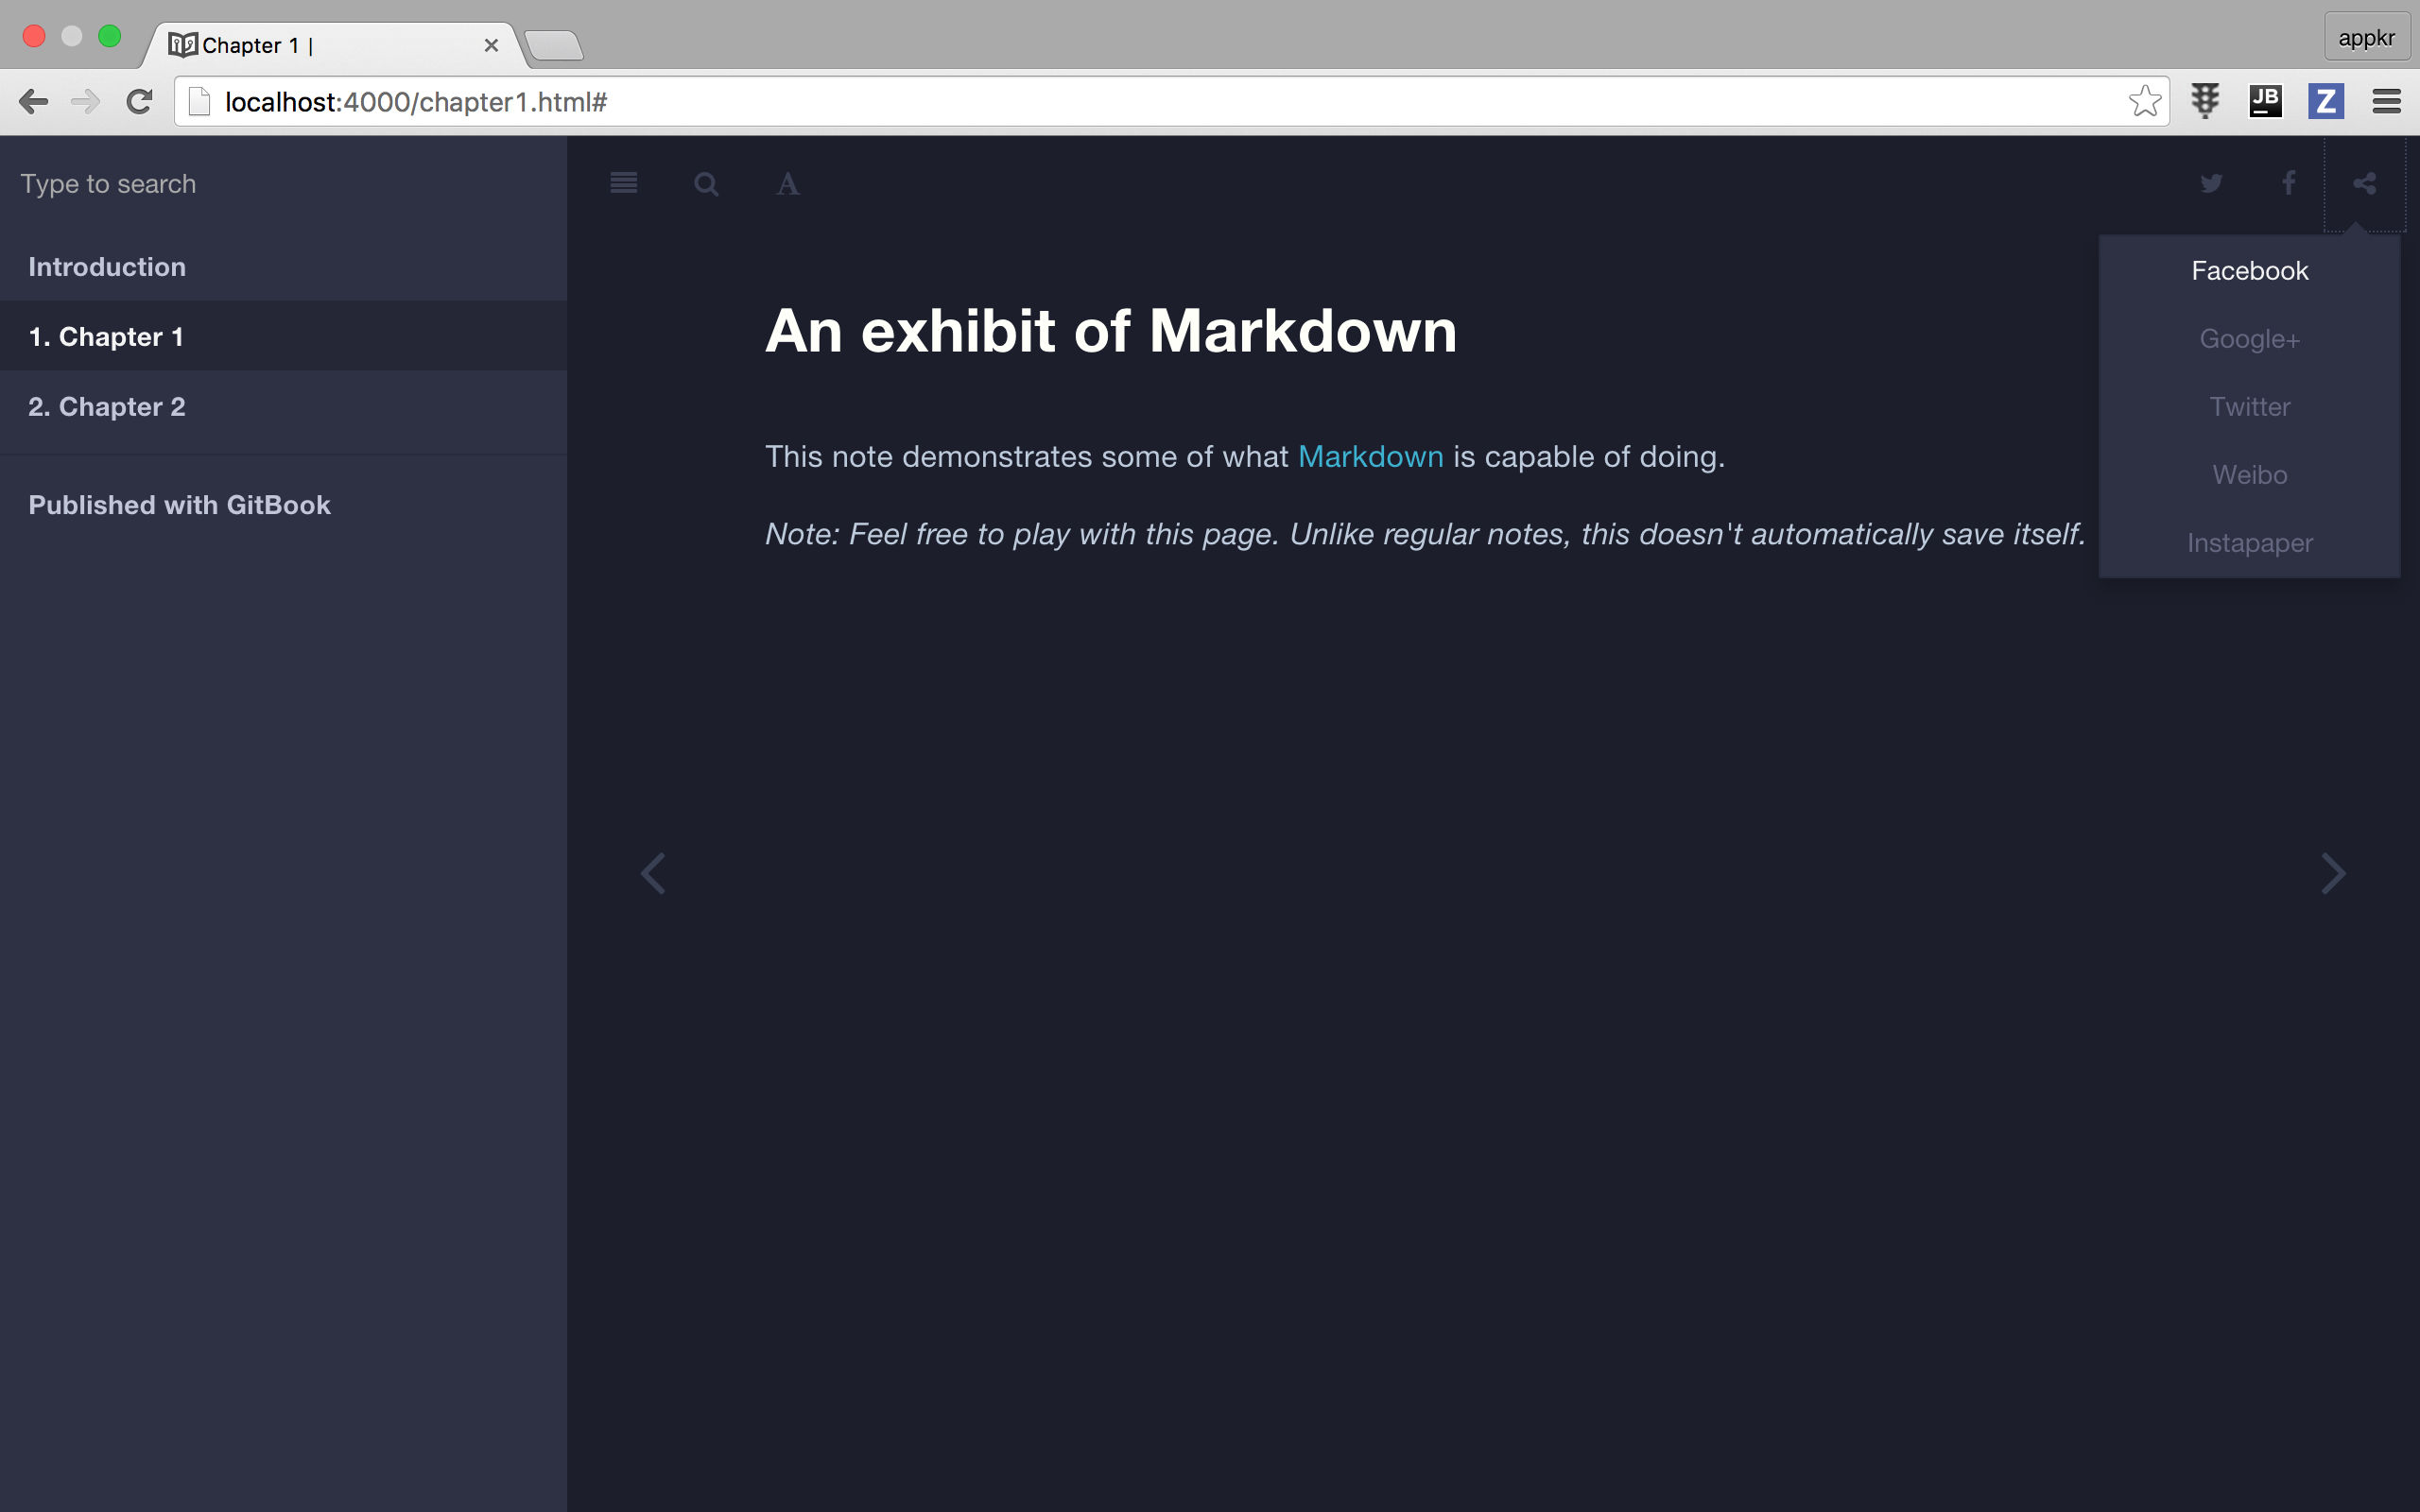 Chapter 1 |
appkr
localhost:4000/chapter1.html#
JB
Z
Type to search
A
f
Introduction
1. Chapter 1
2. Chapter 2
Published with GitBook
An exhibit of Markdown
This note demonstrates some of what Markdown is capable of doing.
Note: Feel free to play with this page. Unlike regular notes, this doesn't automatically save itself.
Facebook
Google+
Twitter
Weibo
Instapaper